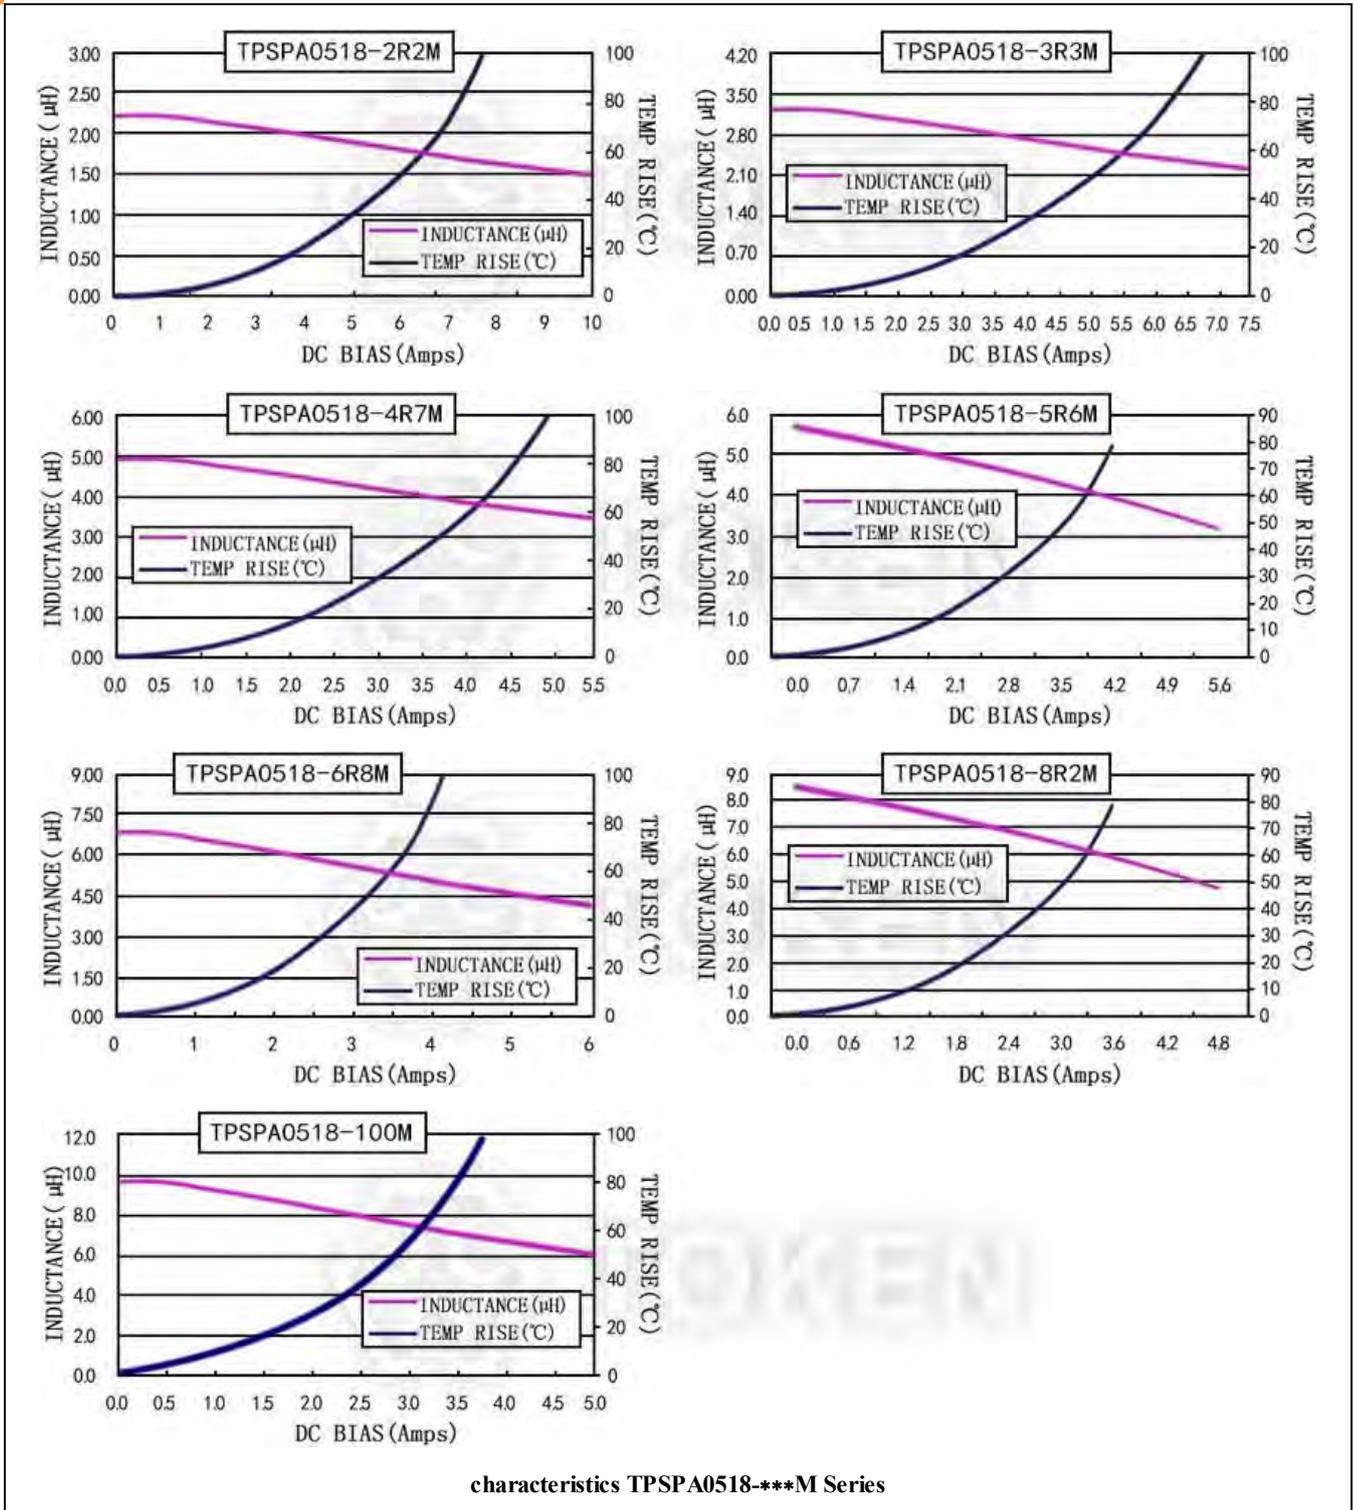 TPSPA0518-2R2M
INDUCTANCE( μH)
3.00
2.50
2.00
1.50
1.00
0.50
0.00
100
80
60
40
20
0
TEMP RISE(℃)
INDUCTANCE(μH)
TEMP RISE(℃)
0 1 2 3 4 5 6 7 8 9 10
DC BIAS(Amps)
TPSPA0518-3R3M
INDUCTANCE( μH)
4.20
3.50
2.80
2.10
1.40
0.70
0.00
100
80
60
40
20
0
TEMP RISE(℃)
INDUCTANCE(μH)
TEMP RISE(℃)
0.0 0.5 1.0 1.5 2.0 2.5 3.0 3.5 4.0 4.5 5.0 5.5 6.0 6.5 7.0 7.5
DC BIAS(Amps)
TPSPA0518-4R7M
INDUCTANCE( μH)
6.00
5.00
4.00
3.00
2.00
1.00
0.00
100
80
60
40
20
0
TEMP RISE(℃)
INDUCTANCE(μH)
TEMP RISE(℃)
0.0 0.5 1.0 1.5 2.0 2.5 3.0 3.5 4.0 4.5 5.0 5.5
DC BIAS(Amps)
TPSPA0518-5R6M
INDUCTANCE( μH)
6.0
5.0
4.0
3.0
2.0
1.0
0.0
90
80
70
60
50
40
30
20
10
0
TEMP RISE(℃)
INDUCTANCE(μH)
TEMP RISE(℃)
0.0 0.7 1.4 2.1 2.8 3.5 4.2 4.9 5.6
DC BIAS(Amps)
TPSPA0518-6R8M
INDUCTANCE( μH)
9.00
7.50
6.00
4.50
3.00
1.50
0.00
100
80
60
40
20
0
TEMP RISE(℃)
INDUCTANCE(μH)
TEMP RISE(℃)
0 1 2 3 4 5 6
DC BIAS(Amps)
TPSPA0518-8R2M
INDUCTANCE( μH)
9.0
8.0
7.0
6.0
5.0
4.0
3.0
2.0
1.0
0.0
90
80
70
60
50
40
30
20
10
0
TEMP RISE(℃)
INDUCTANCE(μH)
TEMP RISE(℃)
0.0 0.6 1.2 1.8 2.4 3.0 3.6 4.2 4.8
DC BIAS(Amps)
TPSPA0518-100M
INDUCTANCE( μH)
12.0
10.0
8.0
6.0
4.0
2.0
0.0
100
80
60
40
20
0
TEMP RISE(℃)
INDUCTANCE(μH)
TEMP RISE(℃)
0.0 0.5 1.0 1.5 2.0 2.5 3.0 3.5 4.0 4.5 5.0
DC BIAS(Amps)
TOKEN
characteristics TPSPA0518-***M Series